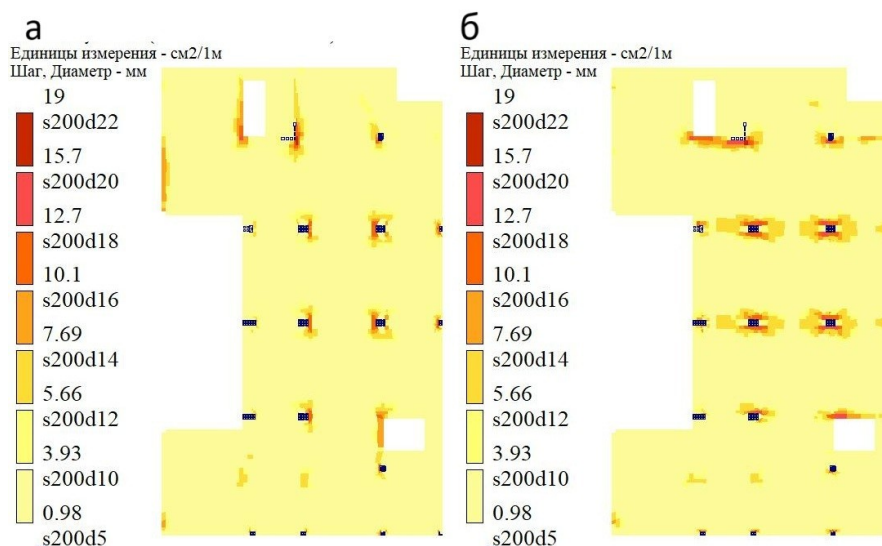 а
Единицы измерения - см2/1м
Шаг, Диаметр - мм
19
s200d22
15.7
s200d20
12.7
s200d18
10.1
s200d16
7.69
s200d14
5.66
s200d12
3.93
s200d10
0.98
s200d5
б
Единицы измерения - см2/1м
Шаг, Диаметр - мм
19
s200d22
15.7
s200d20
12.7
s200d18
10.1
s200d16
7.69
s200d14
5.66
s200d12
3.93
s200d10
0.98
s200d5